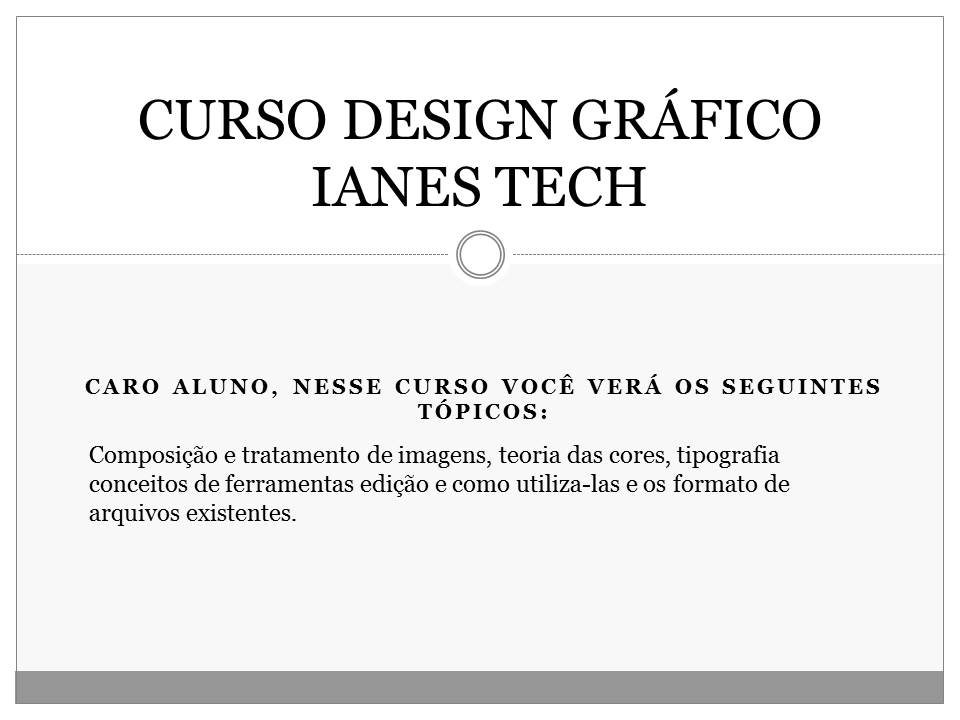 CURSO DESIGN GRÁFICO
IANES TECH
CARO ALUNO, NESSE CURSO VOCÊ VERÁ OS SEGUINTES
TÓPICOS:
Composição e tratamento de imagens, teoria das cores, tipografia
conceitos de ferramentas edição e como utiliza-las e os formato de
arquivos existentes.